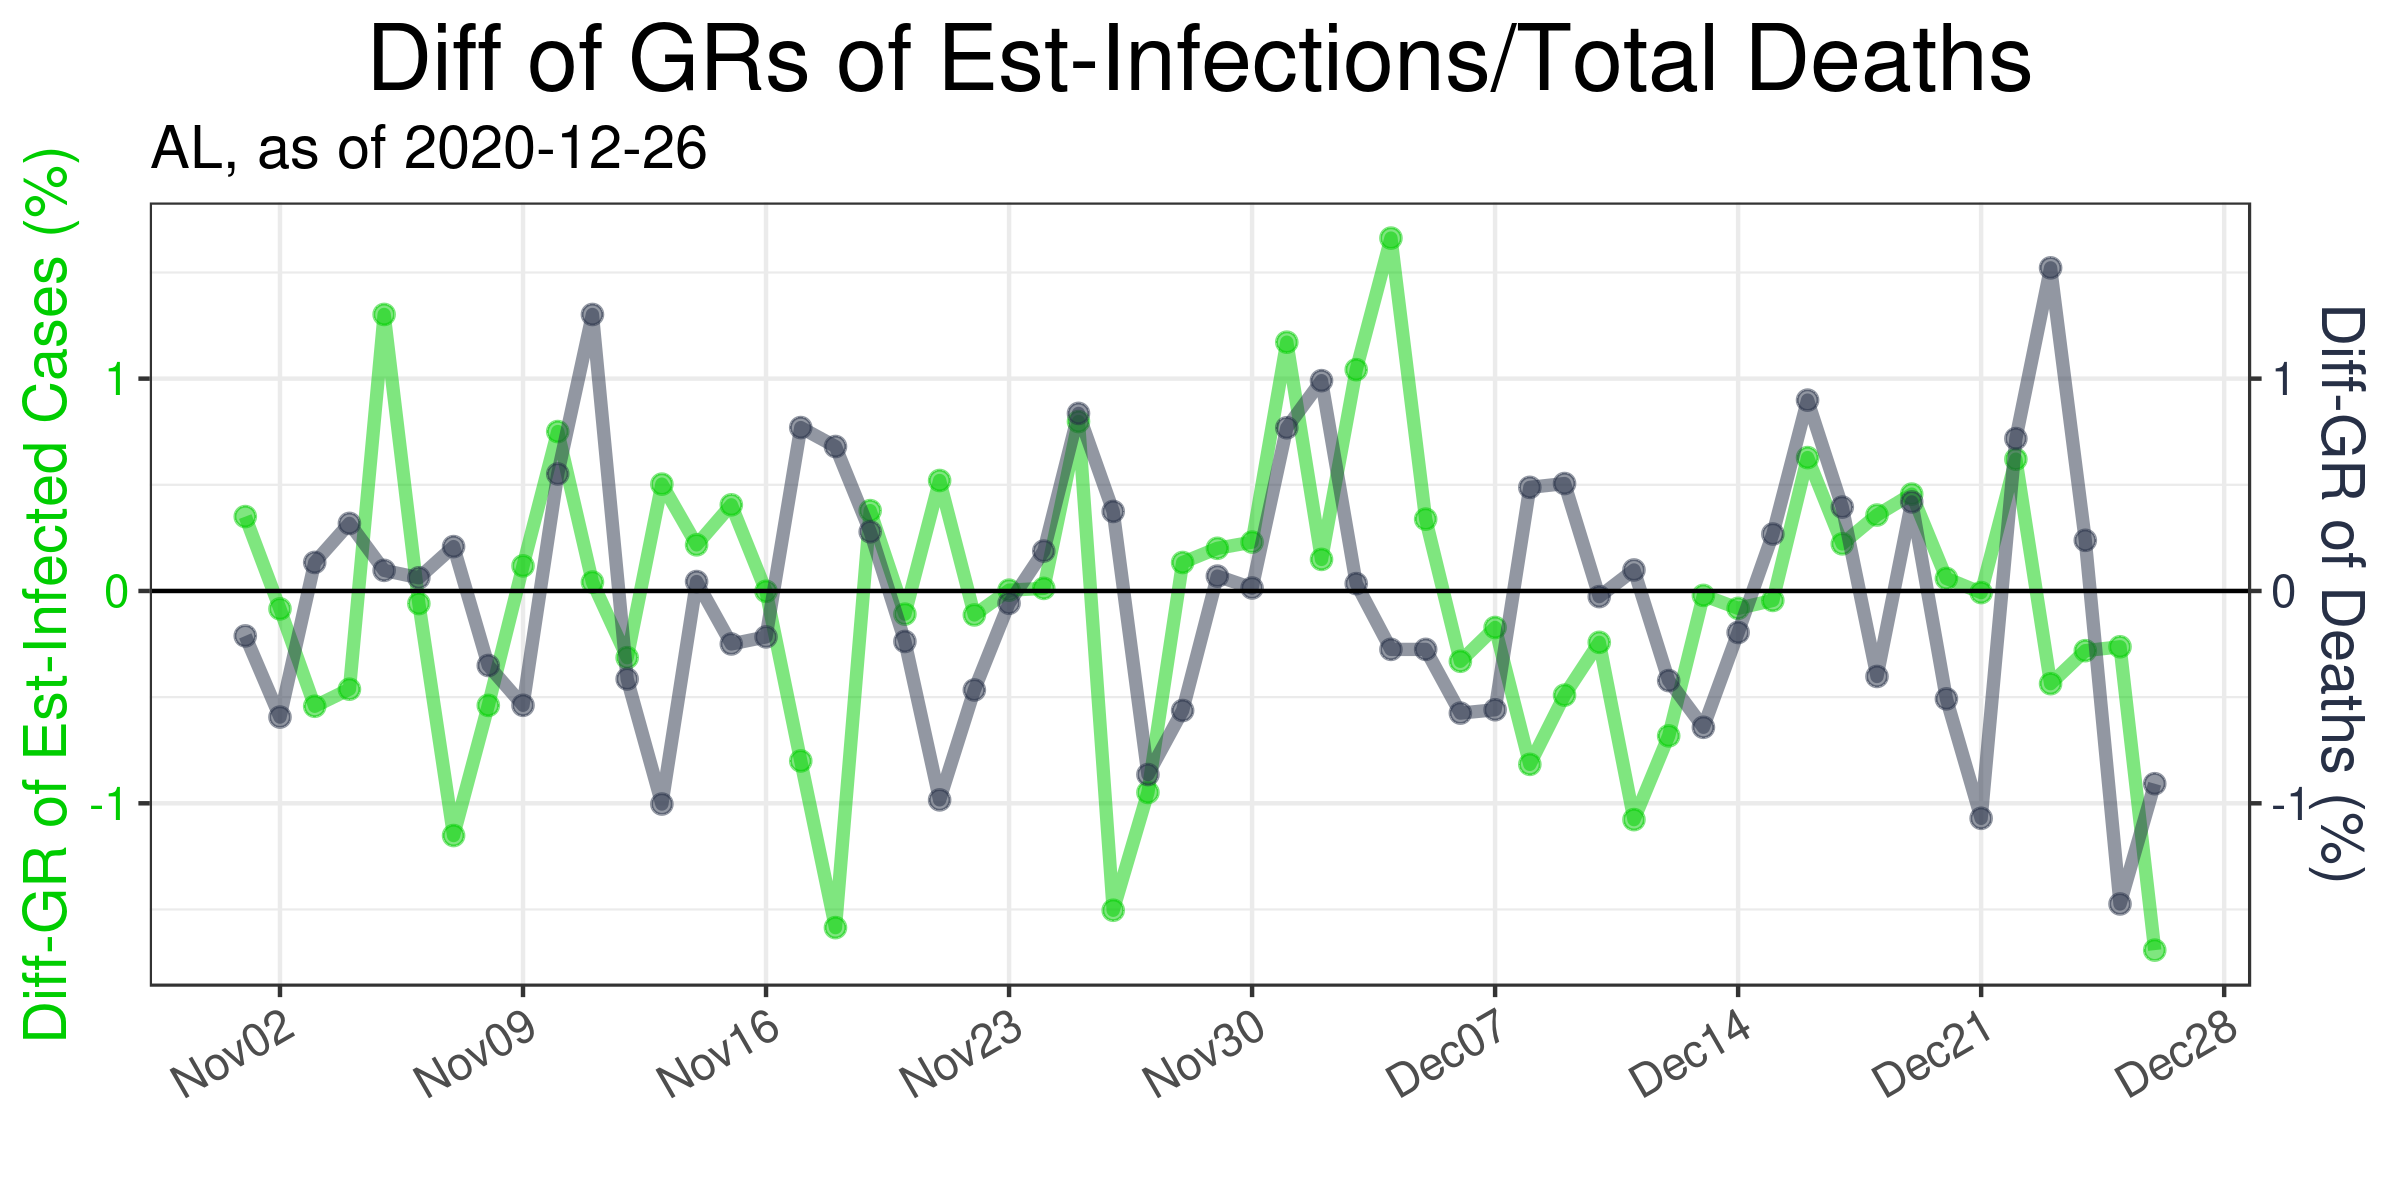 Diff of GRs of Est-Infections/Total Deaths
AL, as of 2020-12-26
Diff-GR of Est-Infected Cases (%)
1
0
-1
1
0
-1
Diff-GR of Deaths (%)
Nov02
Nov09
Nov16
Nov23
Nov30
Dec07
Dec14
Dec21
Dec28